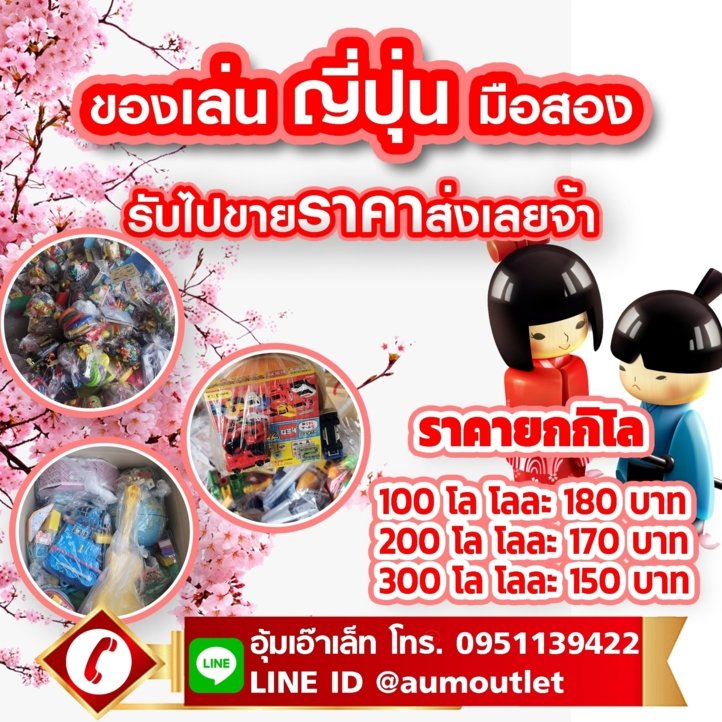 ของเล่น ญี่ปุ่น มือสอง
รับไปขายราคาส่งเลยจ้า
ราคายกกิโล
100 โล โลละ 180 บาท
200 โล โลละ 170 บาท
300 โล โลละ 150 บาท
LINE
อุ้มเอ๊าเล็ท โทร. 0951139422
LINE ID @aumoutlet